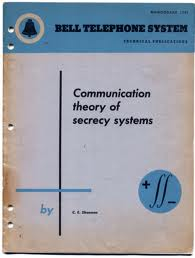 BELL TELEPHONE SYSTEM
TECHNICAL PUBLICATIONS
Communication
theory of
secrecy systems
by
C. E. Shannon